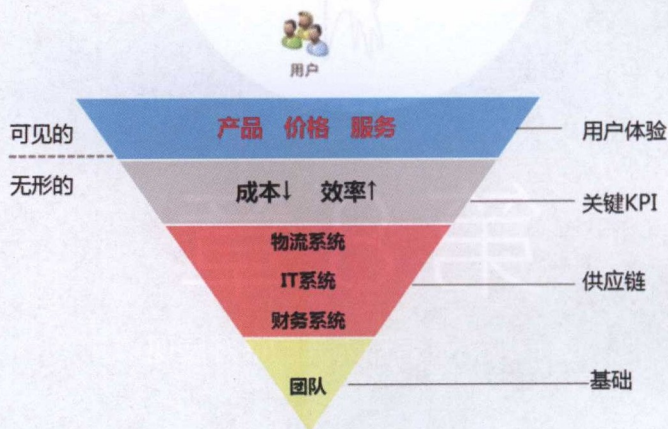 用户
产品 价格 服务
可见的
用户体验
无形的
成本↓ 效率↑
关键KPI
物流系统
IT系统
供应链
财务系统
团队
基础